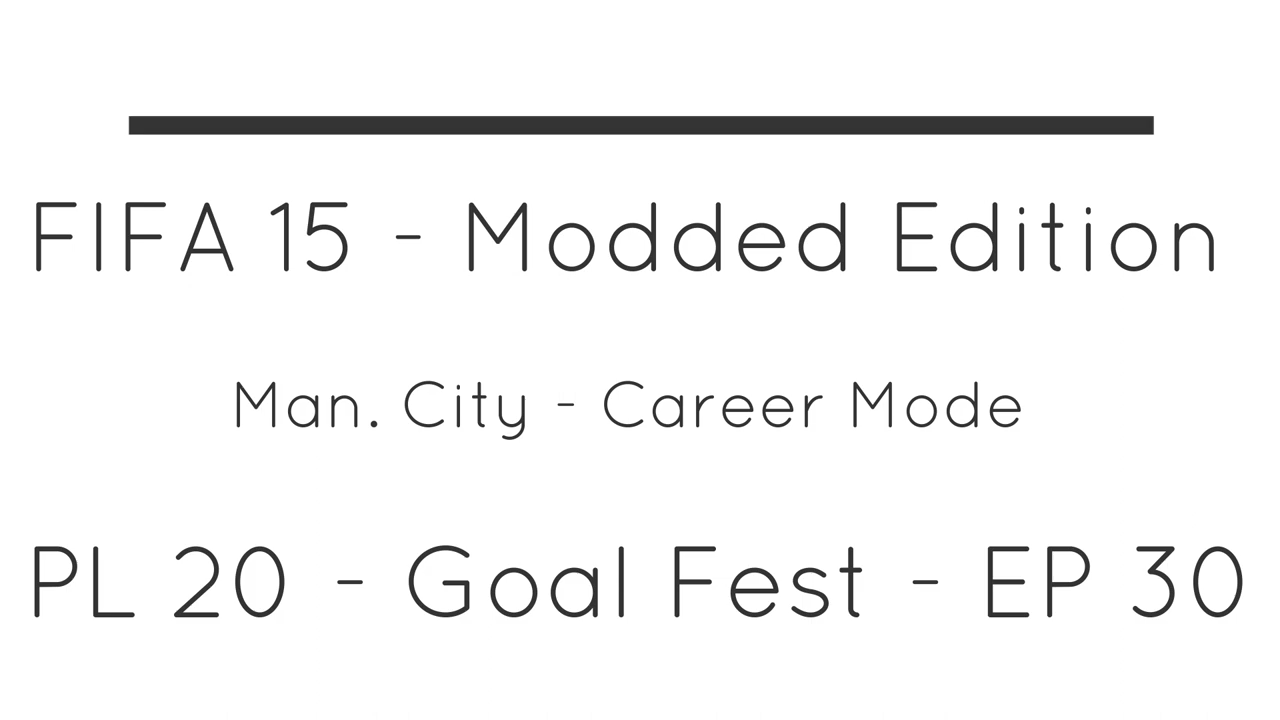 FIFA 15 - Modded Edition
Man. City - Career Mode
PL 20 - Goal Fest - EP 30